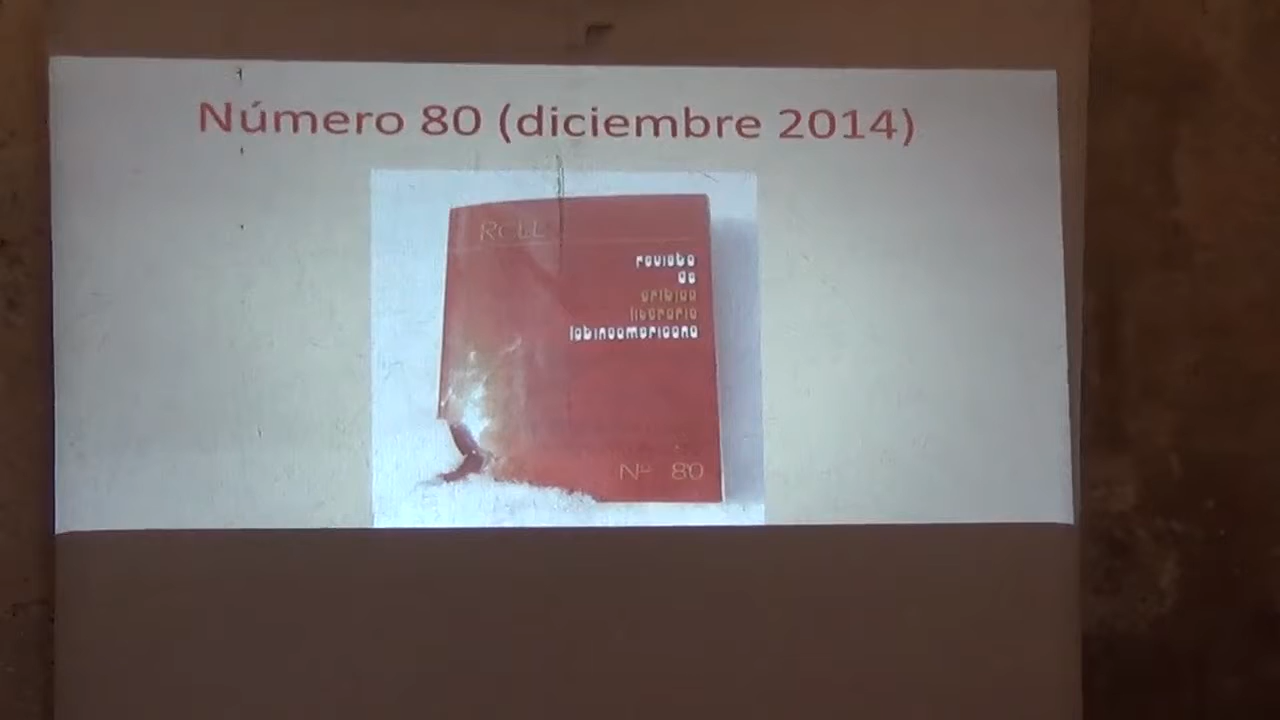 Número 80 (diciembre 2014)
RCLL
revista
de
crítica
literaria
latinoamericana
Nº 80